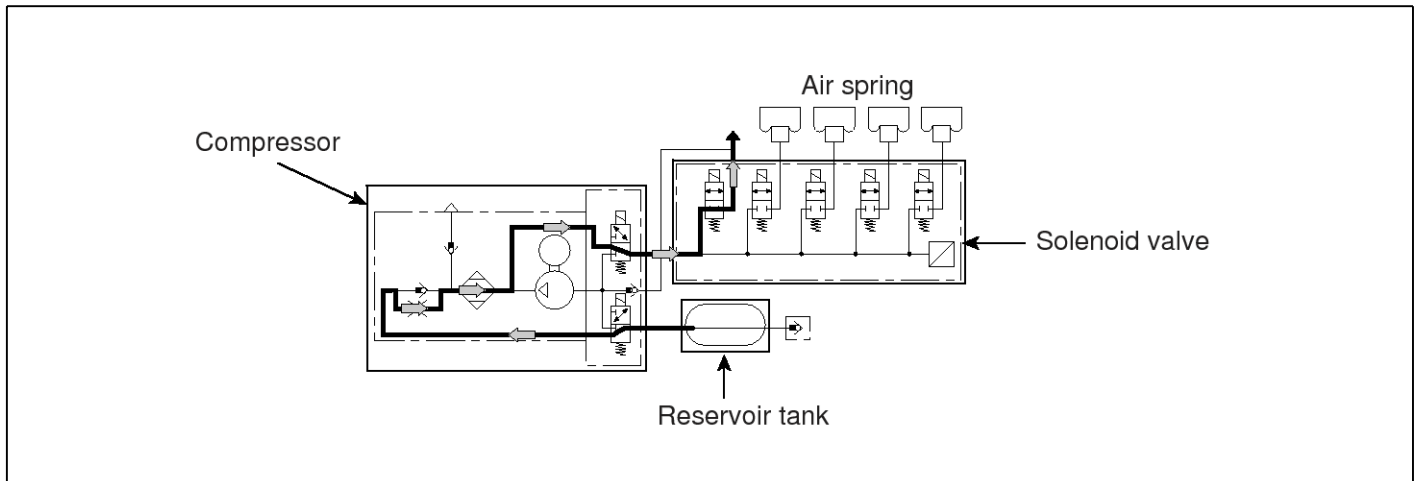 Air spring
Compressor
Solenoid valve
Reservoir tank